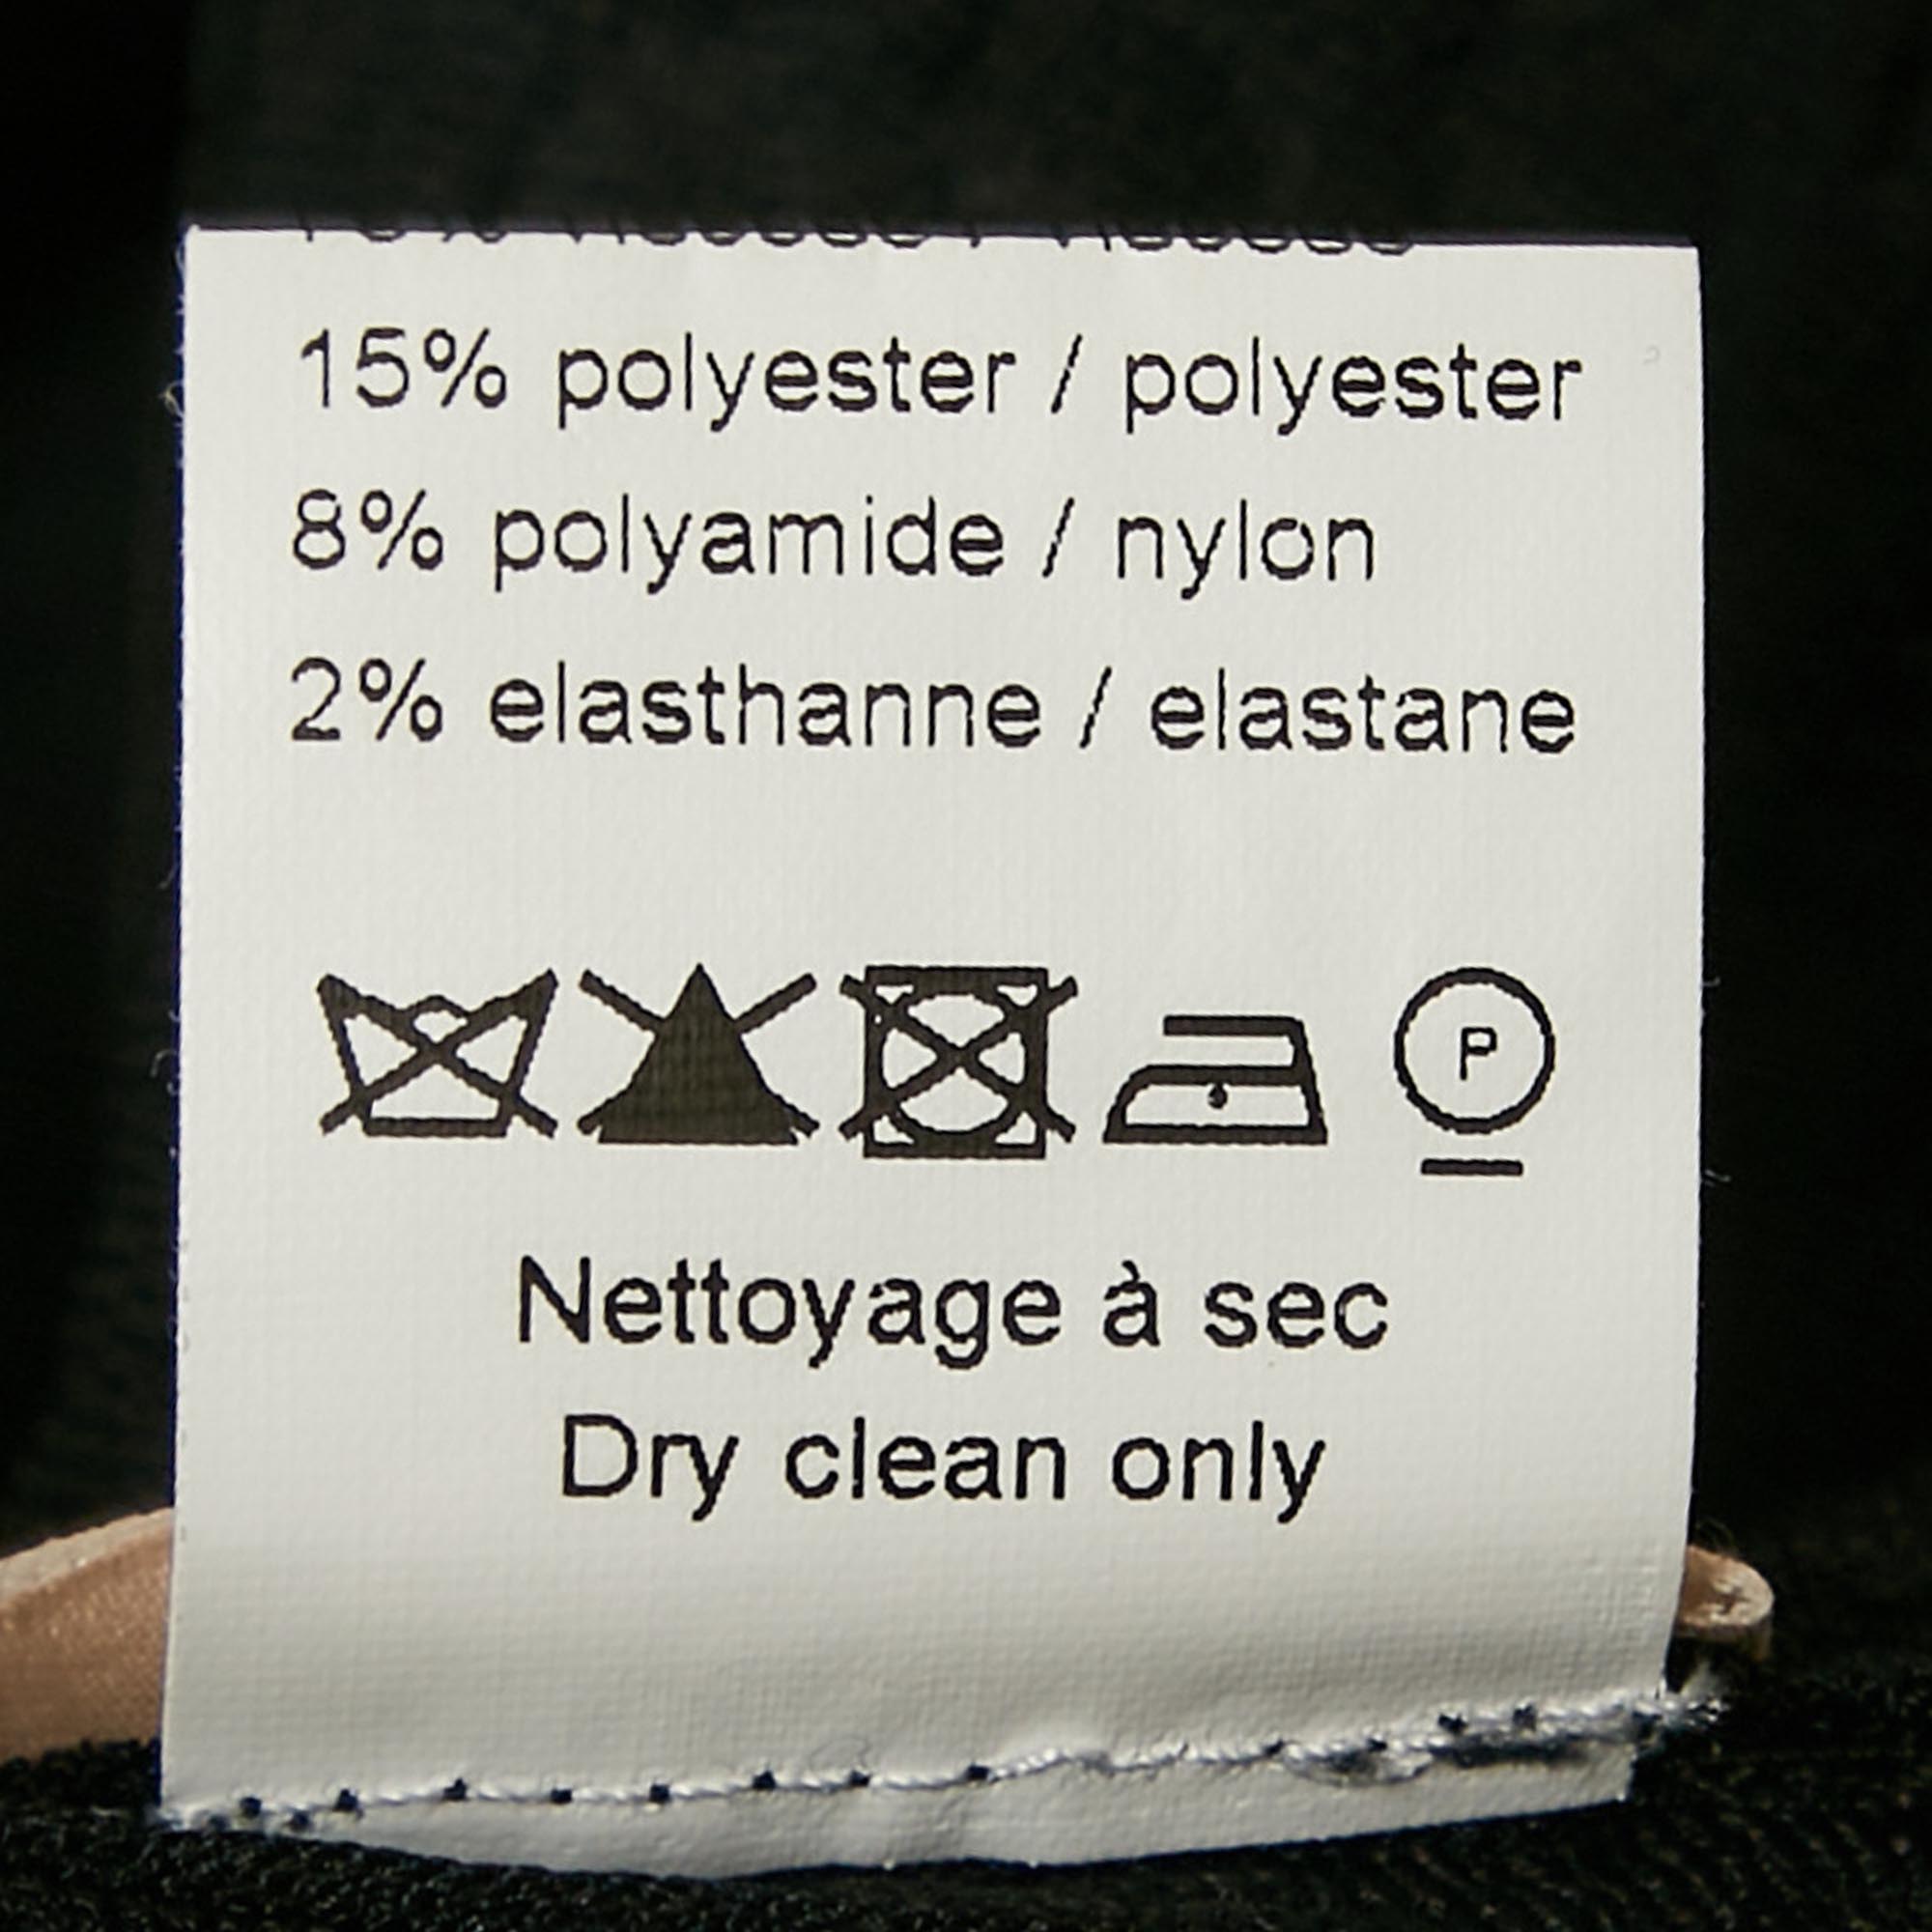 15% polyester / polyester
8% polyamide / nylon
2% elasthanne / elastane
P
Nettoyage à sec
Dry clean only